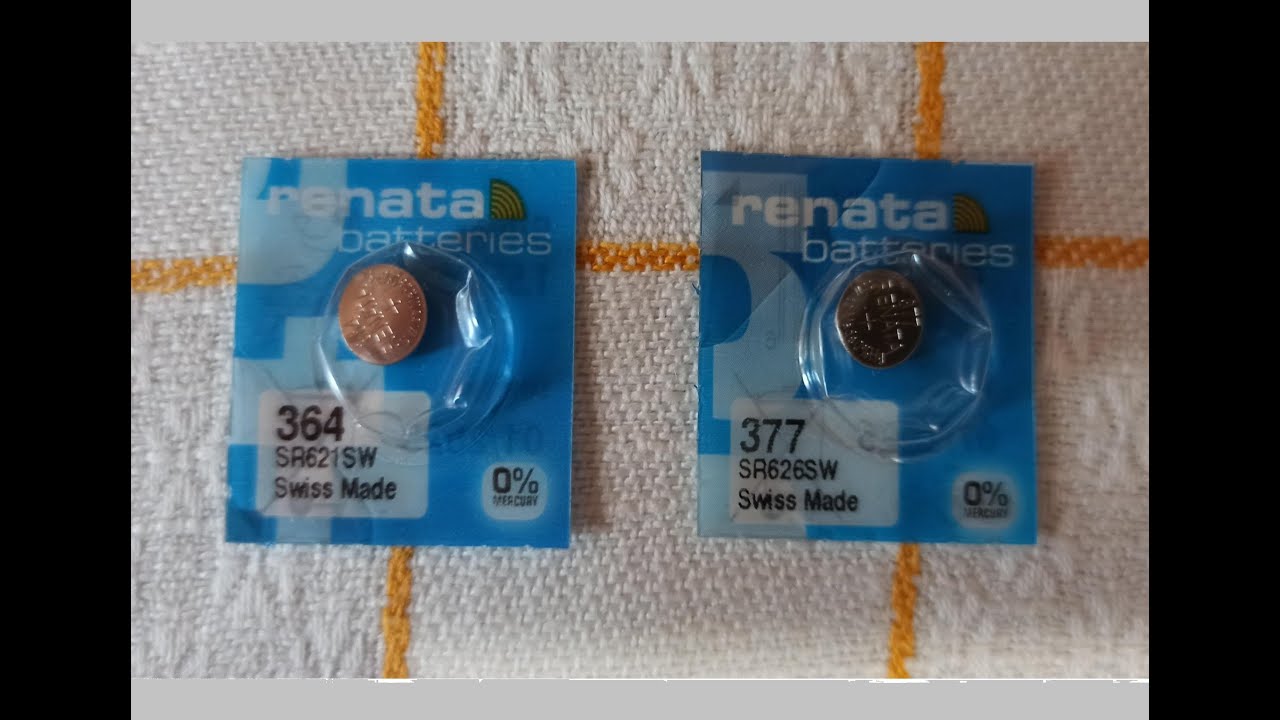 renata
batteries
364
SR621SW
Swiss Made
0%
MERCURY
renata
batteries
377
SR626SW
Swiss Made
0%
MERCURY